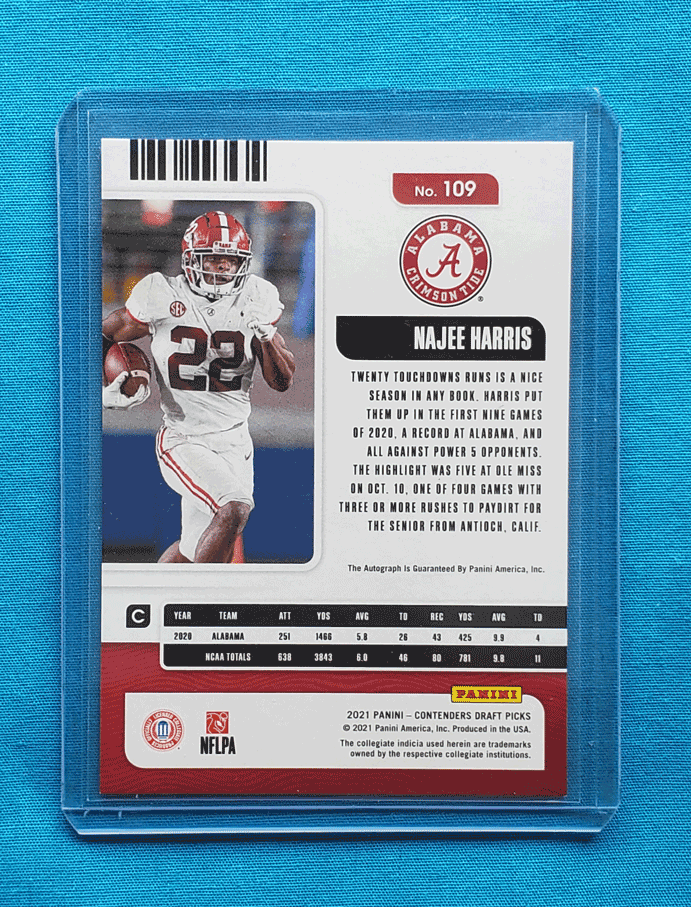 No. 109
ALABAMA
A
CRIMSON TIDE
®
SEC
22
NAJEE HARRIS
TWENTY TOUCHDOWNS RUNS IS A NICE
SEASON IN ANY BOOK. HARRIS PUT
THEM UP IN THE FIRST NINE GAMES
OF 2020, A RECORD AT ALABAMA, AND
ALL AGAINST POWER 5 OPPONENTS.
THE HIGHLIGHT WAS FIVE AT OLE MISS
ON OCT. 10, ONE OF FOUR GAMES WITH
THREE OR MORE RUSHES TO PAYDIRT FOR
THE SENIOR FROM ANTIOCH, CALIF.
The Autograph Is Guaranteed By Panini America, Inc.
C
YEAR TEAM ATT YDS AVG TD REC YDS AVG TD
2020 ALABAMA 251 1466 5.8 26 43 425 9.9 4
NCAA TOTALS 638 3843 6.0 46 80 781 9.8 11
PANINI
OFFICIALLY LICENSED COLLEGIATE PRODUCTS
NFLPA
2021 PANINI – CONTENDERS DRAFT PICKS
© 2021 Panini America, Inc. Produced in the USA.
The collegiate indicia used herein are trademarks
owned by the respective collegiate institutions.